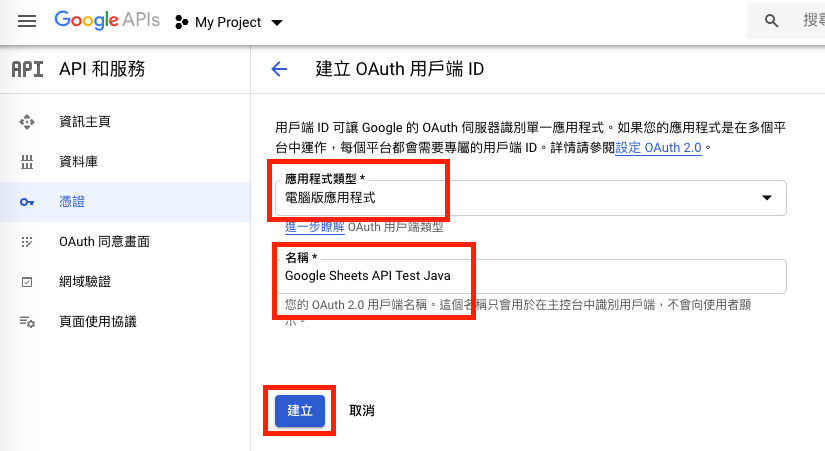 Google APIs
My Project
搜尋
API
API 和服務
資訊主頁
資料庫
憑證
OAuth 同意畫面
網域驗證
頁面使用協議
建立 OAuth 用戶端 ID
用戶端 ID 可讓 Google 的 OAuth 伺服器識別單一應用程式。如果您的應用程式是在多個平
台中運作，每個平台都會需要專屬的用戶端 ID。詳情請參閱設定 OAuth 2.0。
應用程式類型 *
電腦版應用程式
進一步瞭解 OAuth 用戶端類型
名稱 *
Google Sheets API Test Java
您的 OAuth 2.0 用戶端名稱。這個名稱只會用於在主控台中識別用戶端，不會向使用者顯
示。
建立
取消